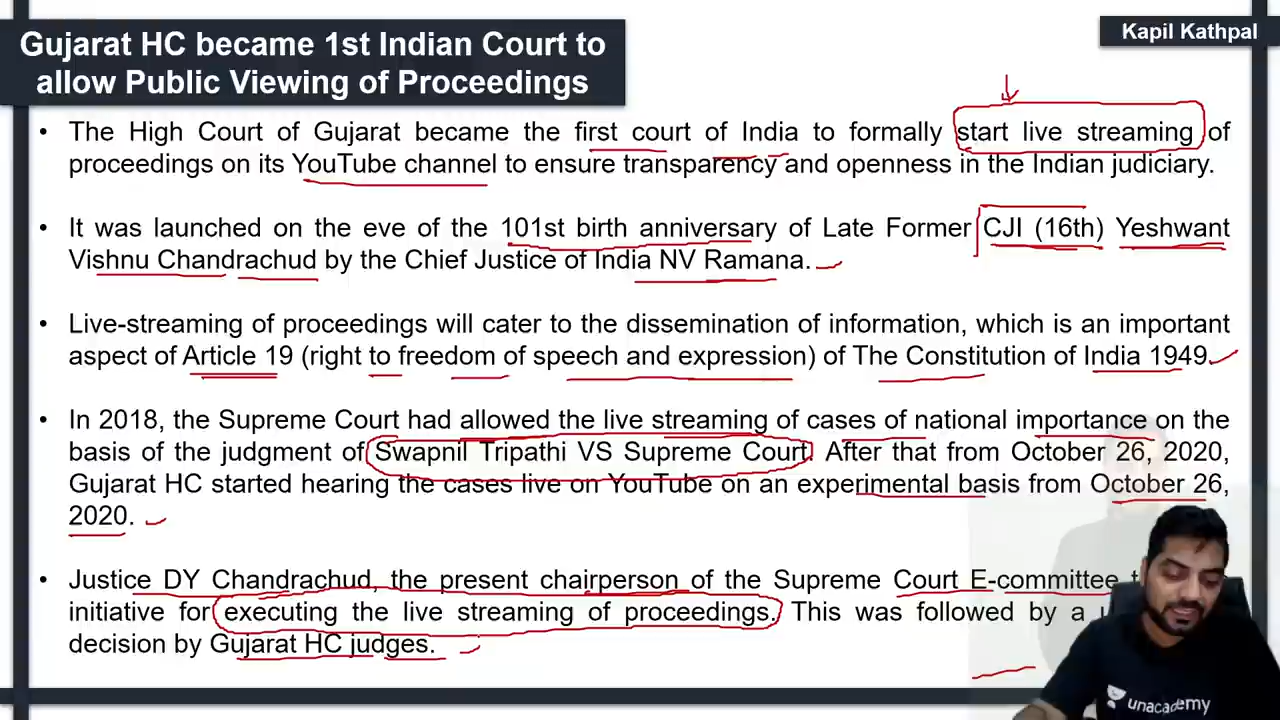 Gujarat HC became 1st Indian Court to
allow Public Viewing of Proceedings
Kapil Kathpal
• The High Court of Gujarat became the first court of India to formally start live streaming of
proceedings on its YouTube channel to ensure transparency and openness in the Indian judiciary.
• It was launched on the eve of the 101st birth anniversary of Late Former CJI (16th) Yeshwant
Vishnu Chandrachud by the Chief Justice of India NV Ramana.
• Live-streaming of proceedings will cater to the dissemination of information, which is an important
aspect of Article 19 (right to freedom of speech and expression) of The Constitution of India 1949.
• In 2018, the Supreme Court had allowed the live streaming of cases of national importance on the
basis of the judgment of Swapnil Tripathi VS Supreme Court. After that from October 26, 2020,
Gujarat HC started hearing the cases live on YouTube on an experimental basis from October 26,
2020.
• Justice DY Chandrachud, the present chairperson of the Supreme Court E-committee
initiative for executing the live streaming of proceedings. This was followed by a
decision by Gujarat HC judges.
unacademy